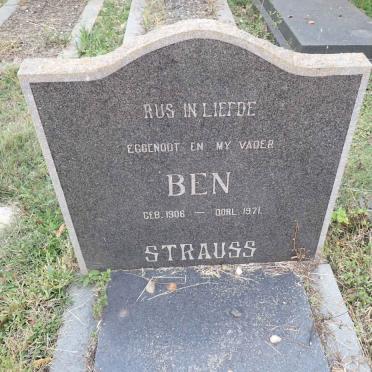 RUS IN LIEFDE
EGGENOOT EN MY VADER
BEN
GEB. 1906 — OORL. 1971.
STRAUSS